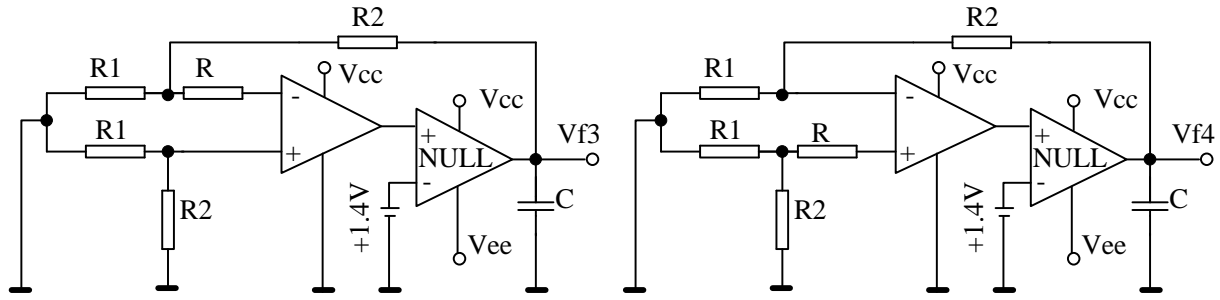 R2
R1
R
-
Vcc
R1
+
Vcc
+
NULL
-
Vf3
R2
+1.4V
C
Vee
R2
R1
-
Vcc
R1
R
+
Vcc
+
NULL
-
Vf4
R2
+1.4V
C
Vee